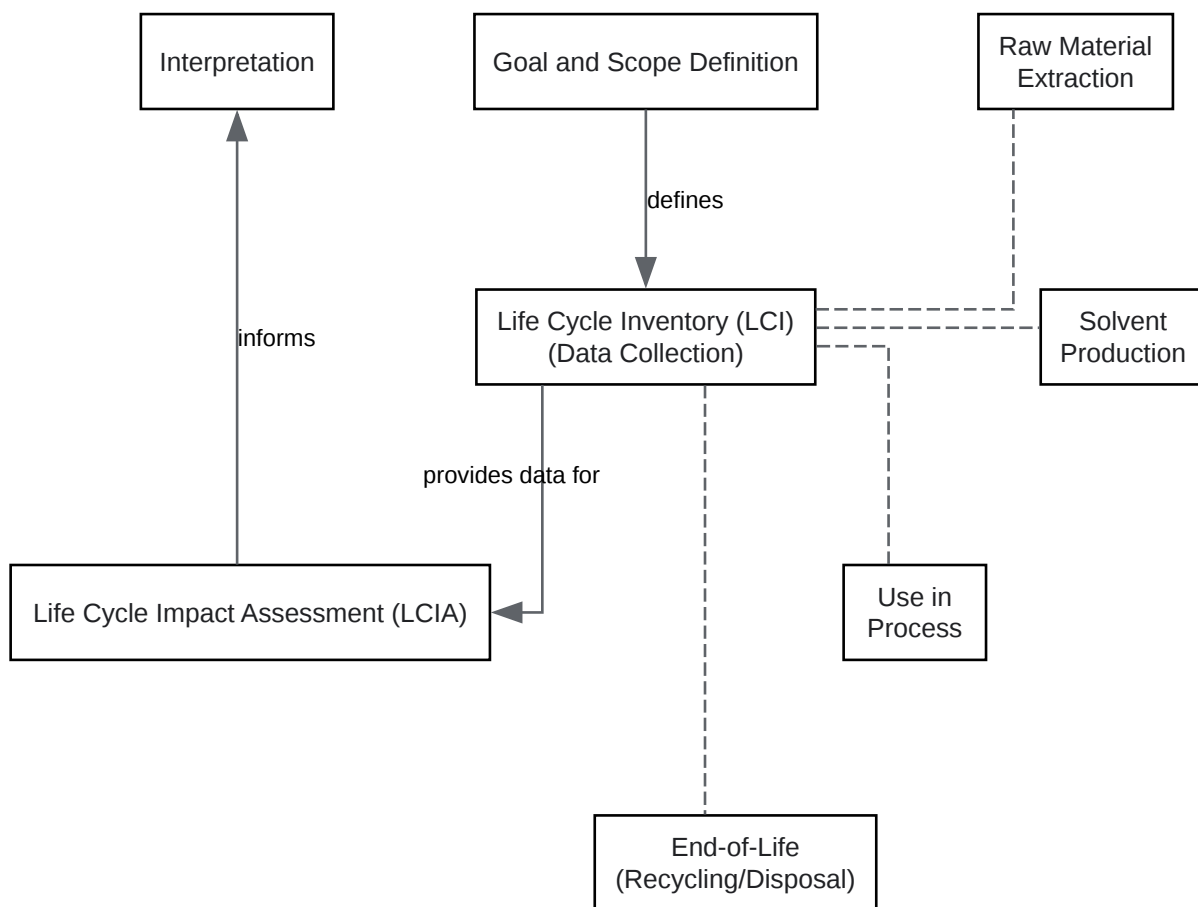 Interpretation
Goal and Scope Definition
Raw Material
Extraction
defines
Life Cycle Inventory (LCI)
(Data Collection)
Solvent
Production
informs
provides data for
Life Cycle Impact Assessment (LCIA)
Use in
Process
End-of-Life
(Recycling/Disposal)